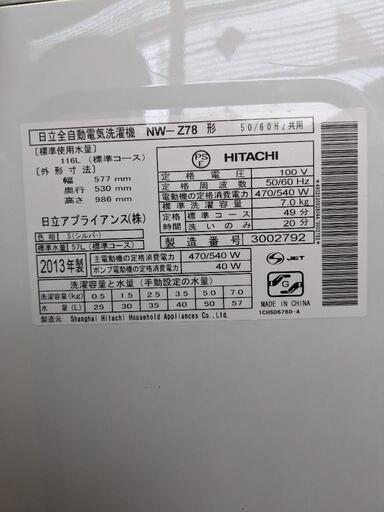 日立全自動電気洗濯機 NW-Z78 形 50/60Hz共用
[標準使用水量]
116L (標準コース)
[外形寸法]
幅 577 mm
奥行 530 mm
高さ 986 mm
日立アプライアンス(株)
色相 S(シルバー)
標準水量 57L (標準コース)
PS
E
HITACHI
定格電圧 100 V
定格周波数 50/60 Hz
電動機の定格消費電力 470/540 W
標準洗濯容量 7.0 kg
定格 標準コース 49分
時間 洗いのみ 20分
製造番号 3002792
2013年製
主電動機の定格消費電力 470/540 W
ポンプ電動機の定格消費電力 40 W
洗濯容量と水量 (手動設定の水量)
洗濯容量(kg) 0.5 1.5 2.5 3.5 5.0 7.0
水量 (L) 25 30 35 40 50 57
製造元 Shanghai Hitachi Household Appliances Co., Ltd.
JET
G
MADE IN CHINA
1CHSD6760-A